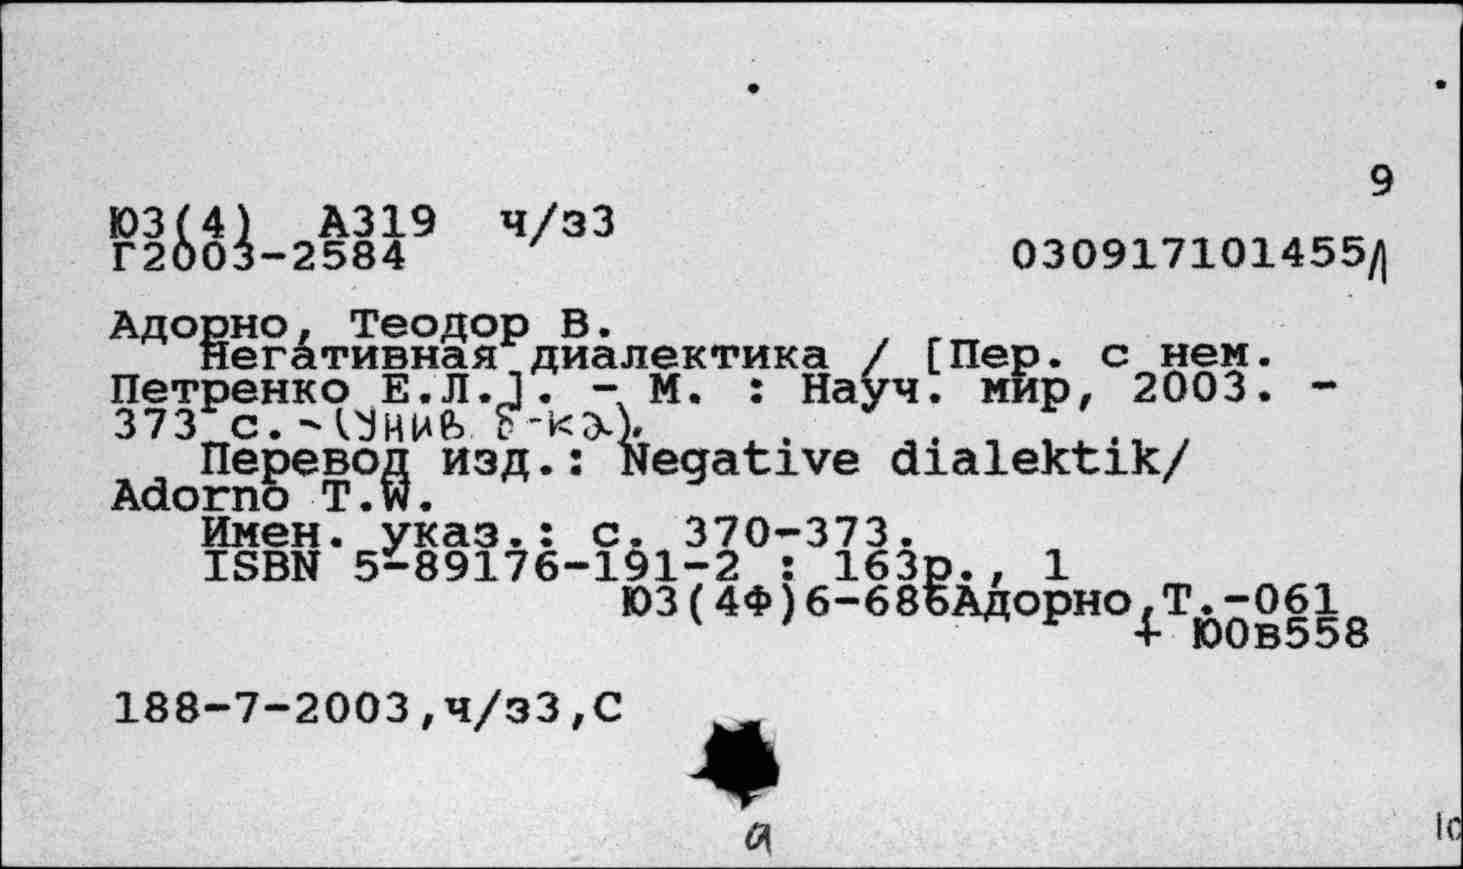 9
Ю3(4) А319 ч/з3
Г2003-2584
030917101455/Д
Адорно, Теодор В.
Негативная диалектика / [Пер. с нем.
Петренко Е.Л.]. - М. : Науч. мир, 2003. -
373 с. - (Унив. б-ка).
Перевод изд.: Negative dialektik/
Adorno T.W.
Имен. указ.: с. 370-373.
ISBN 5-89176-191-2 : 163р., 1
Ю3(4Ф)6-686Адорно,Т.-061
+ Ю0в558
188-7-2003,ч/з3,С